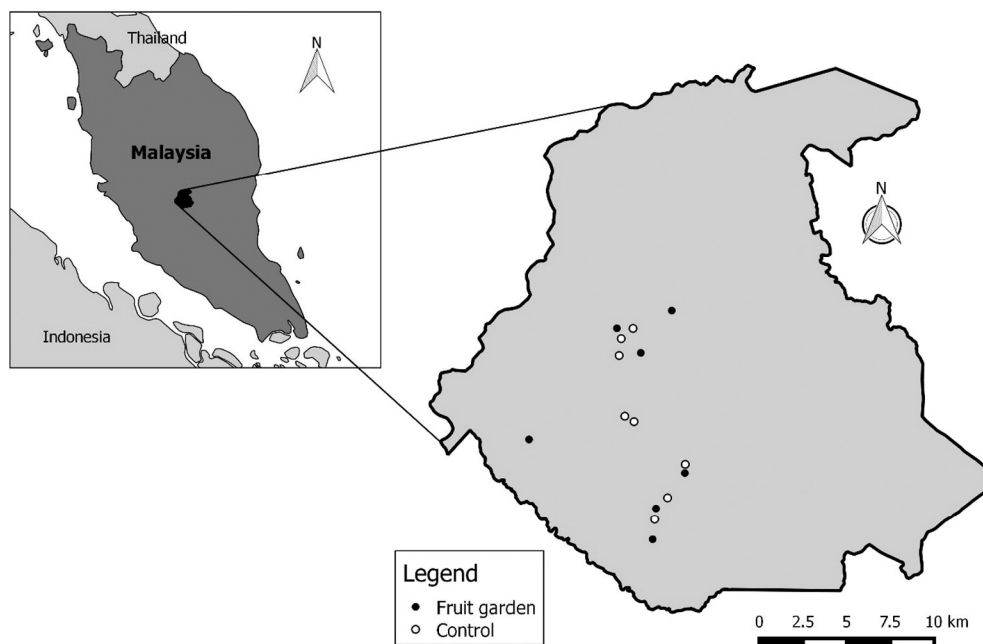 Thailand
N
Malaysia
Indonesia
N
Legend
Fruit garden
Control
0 2.5 5 7.5 10 km